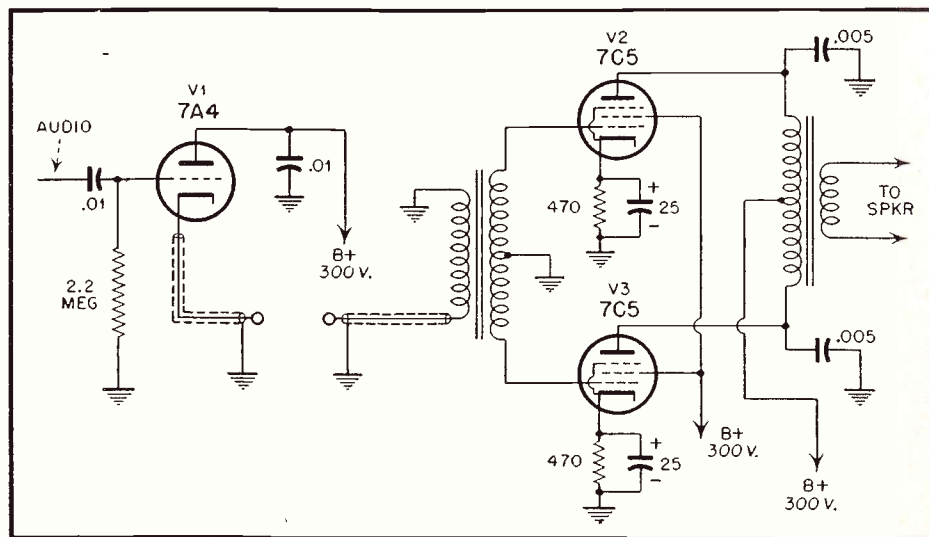 V1
7A4
AUDIO
.01
2.2
MEG
.01
B+
300 V.
V2
7C5
470
+
25
-
V3
7C5
470
+
25
-
B+
300 V.
.005
TO
SPKR
.005
B+
300 V.